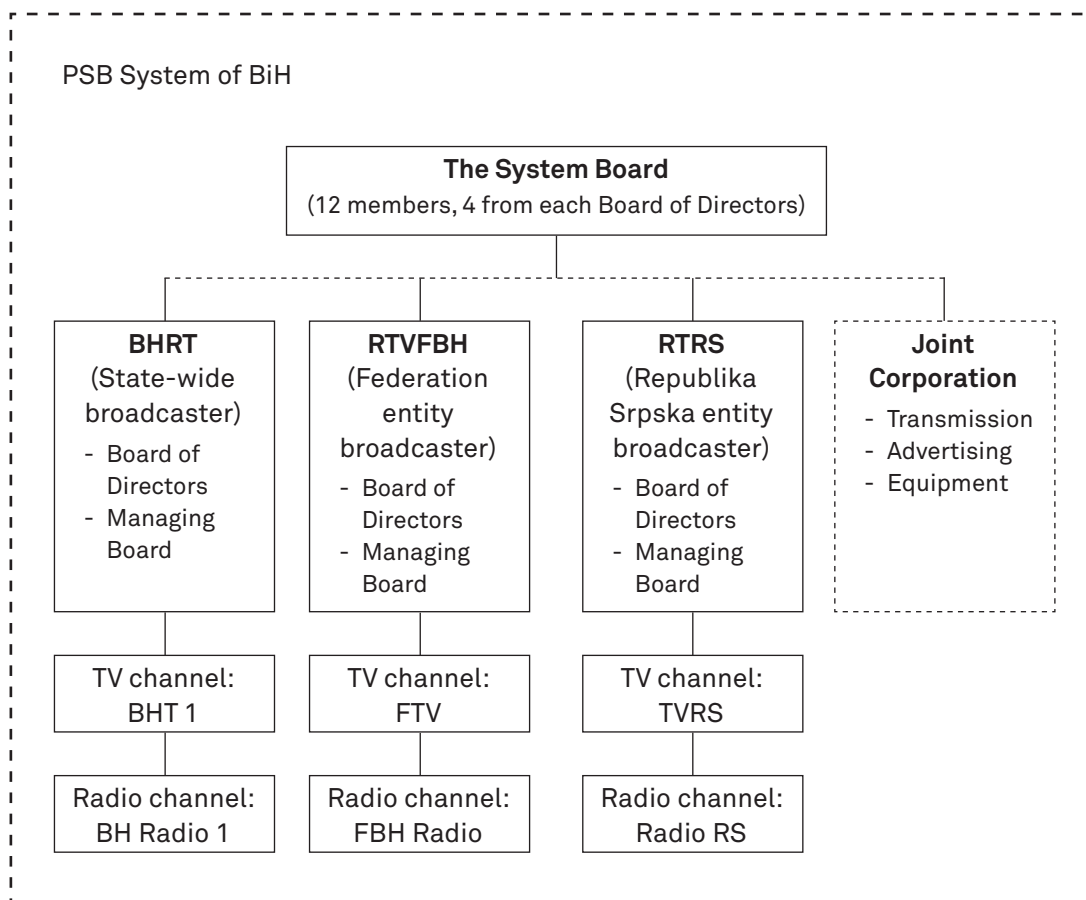 PSB System of BiH
The System Board
(12 members, 4 from each Board of Directors)
BHRT
(State-wide
broadcaster)
- Board of
Directors
- Managing
Board
RTVFBH
(Federation
entity
broadcaster)
- Board of
Directors
- Managing
Board
RTRS
(Republika
Srpska entity
broadcaster)
- Board of
Directors
- Managing
Board
Joint
Corporation
- Transmission
- Advertising
- Equipment
TV channel:
BHT 1
TV channel:
FTV
TV channel:
TVRS
Radio channel:
BH Radio 1
Radio channel:
FBH Radio
Radio channel:
Radio RS